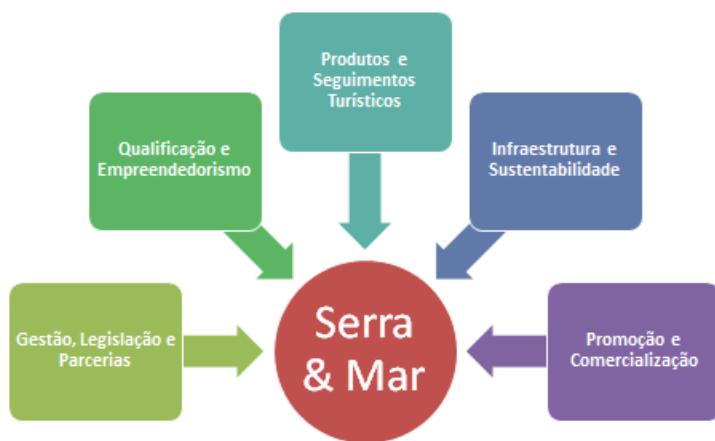 Produtos e
Seguimentos
Turísticos
Qualificação e
Empreendedorismo
Infraestrutura e
Sustentabilidade
Gestão, Legislação e
Parcerias
Serra
& Mar
Promoção e
Comercialização